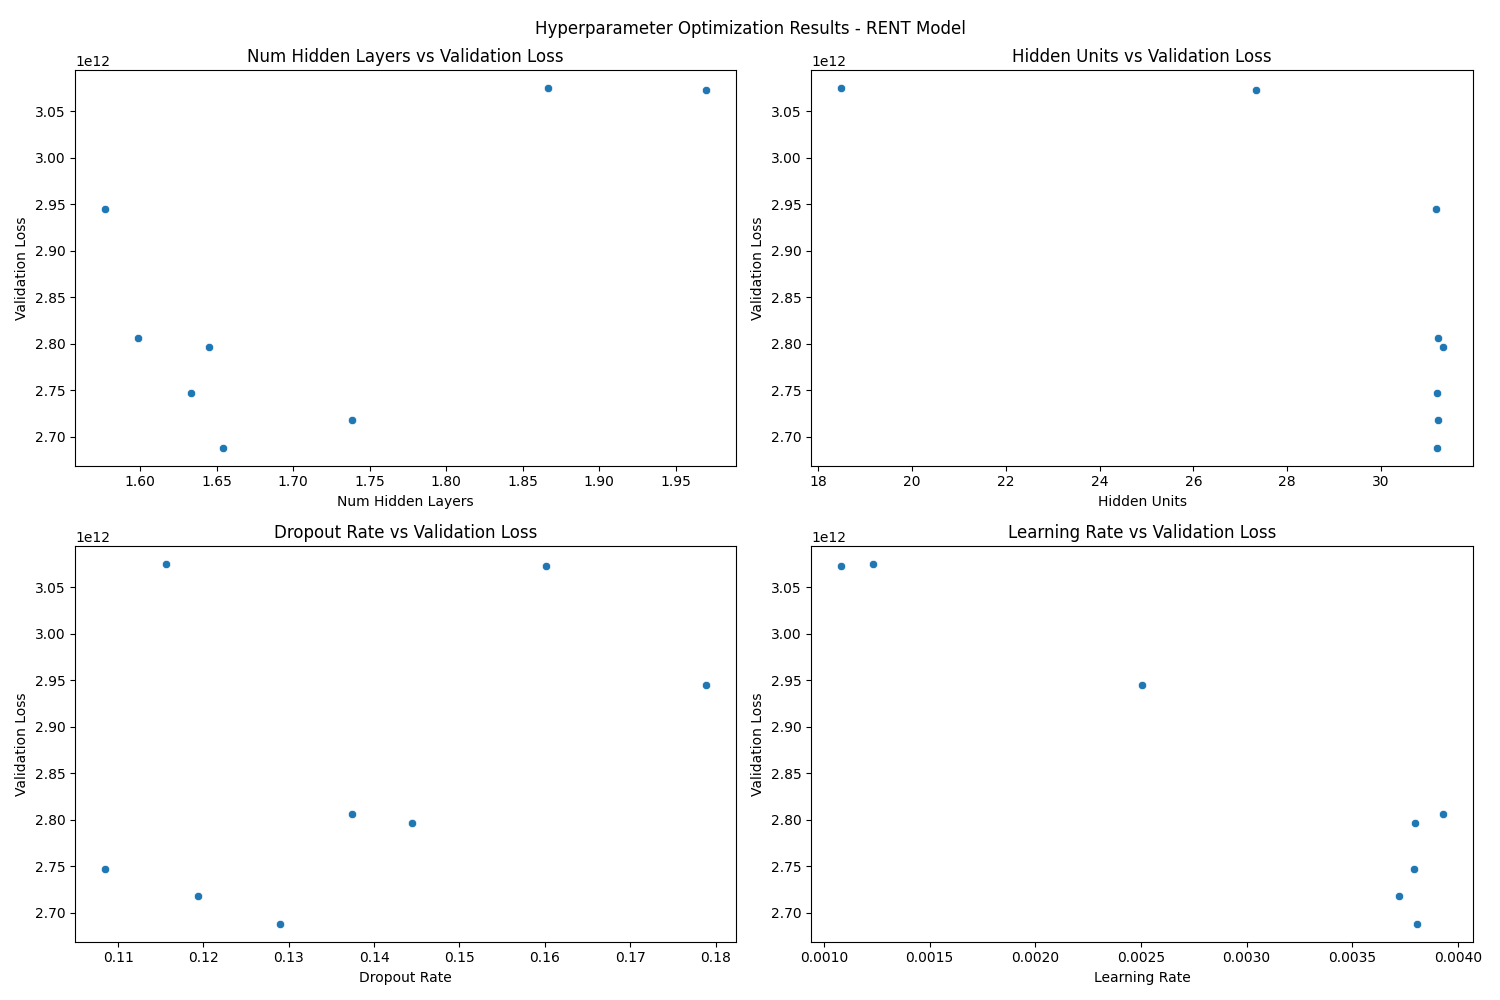 Hyperparameter Optimization Results - RENT Model
Num Hidden Layers vs Validation Loss
1e12
3.05
3.00
2.95
2.90
2.85
2.80
2.75
2.70
Validation Loss
1.60 1.65 1.70 1.75 1.80 1.85 1.90 1.95
Num Hidden Layers
Hidden Units vs Validation Loss
1e12
3.05
3.00
2.95
2.90
2.85
2.80
2.75
2.70
Validation Loss
18 20 22 24 26 28 30
Hidden Units
Dropout Rate vs Validation Loss
1e12
3.05
3.00
2.95
2.90
2.85
2.80
2.75
2.70
Validation Loss
0.11 0.12 0.13 0.14 0.15 0.16 0.17 0.18
Dropout Rate
Learning Rate vs Validation Loss
1e12
3.05
3.00
2.95
2.90
2.85
2.80
2.75
2.70
Validation Loss
0.0010 0.0015 0.0020 0.0025 0.0030 0.0035 0.0040
Learning Rate